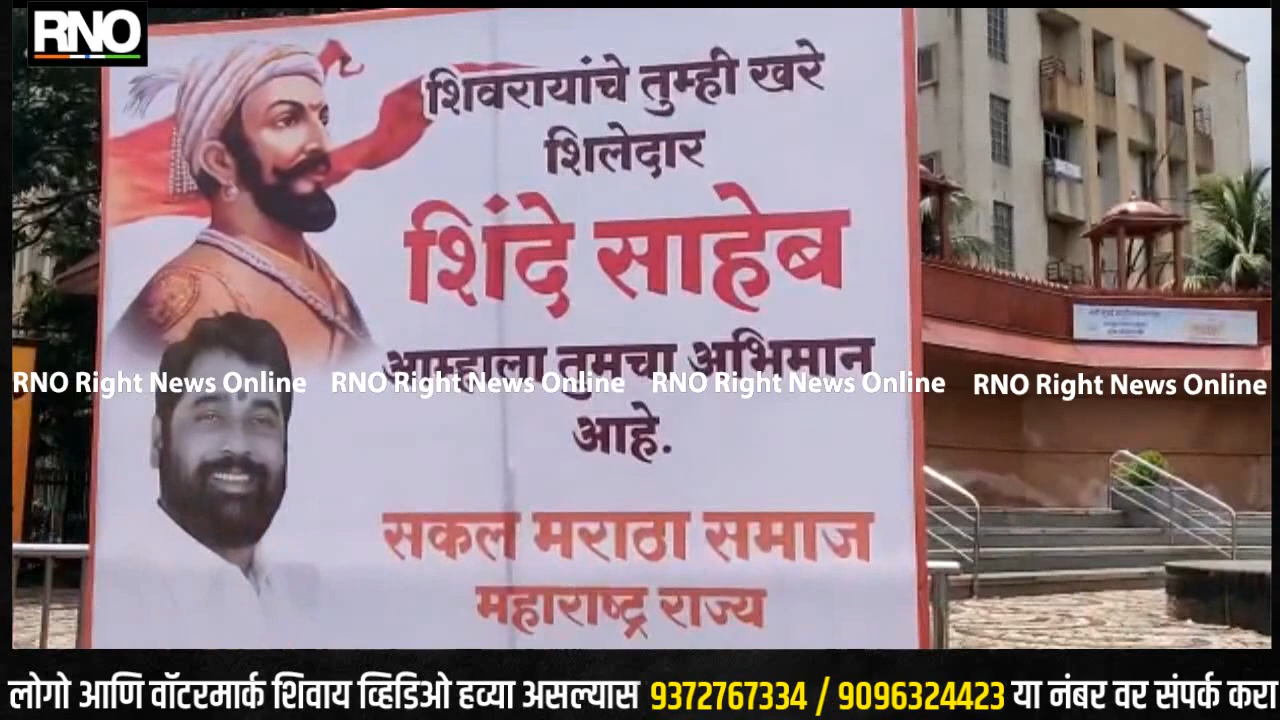 RNO
शिवरायांचे तुम्ही खरे
शिलेदार
शिंदे साहेब
आम्हाला तुमचा अभिमान
आहे.
सकल मराठा समाज
महाराष्ट्र राज्य
RNO Right News Online RNO Right News Online RNO Right News Online RNO Right News Online
लोगो आणि वॉटरमार्क शिवाय व्हिडिओ हव्या असल्यास 9372767334 / 9096324423 या नंबर वर संपर्क करा